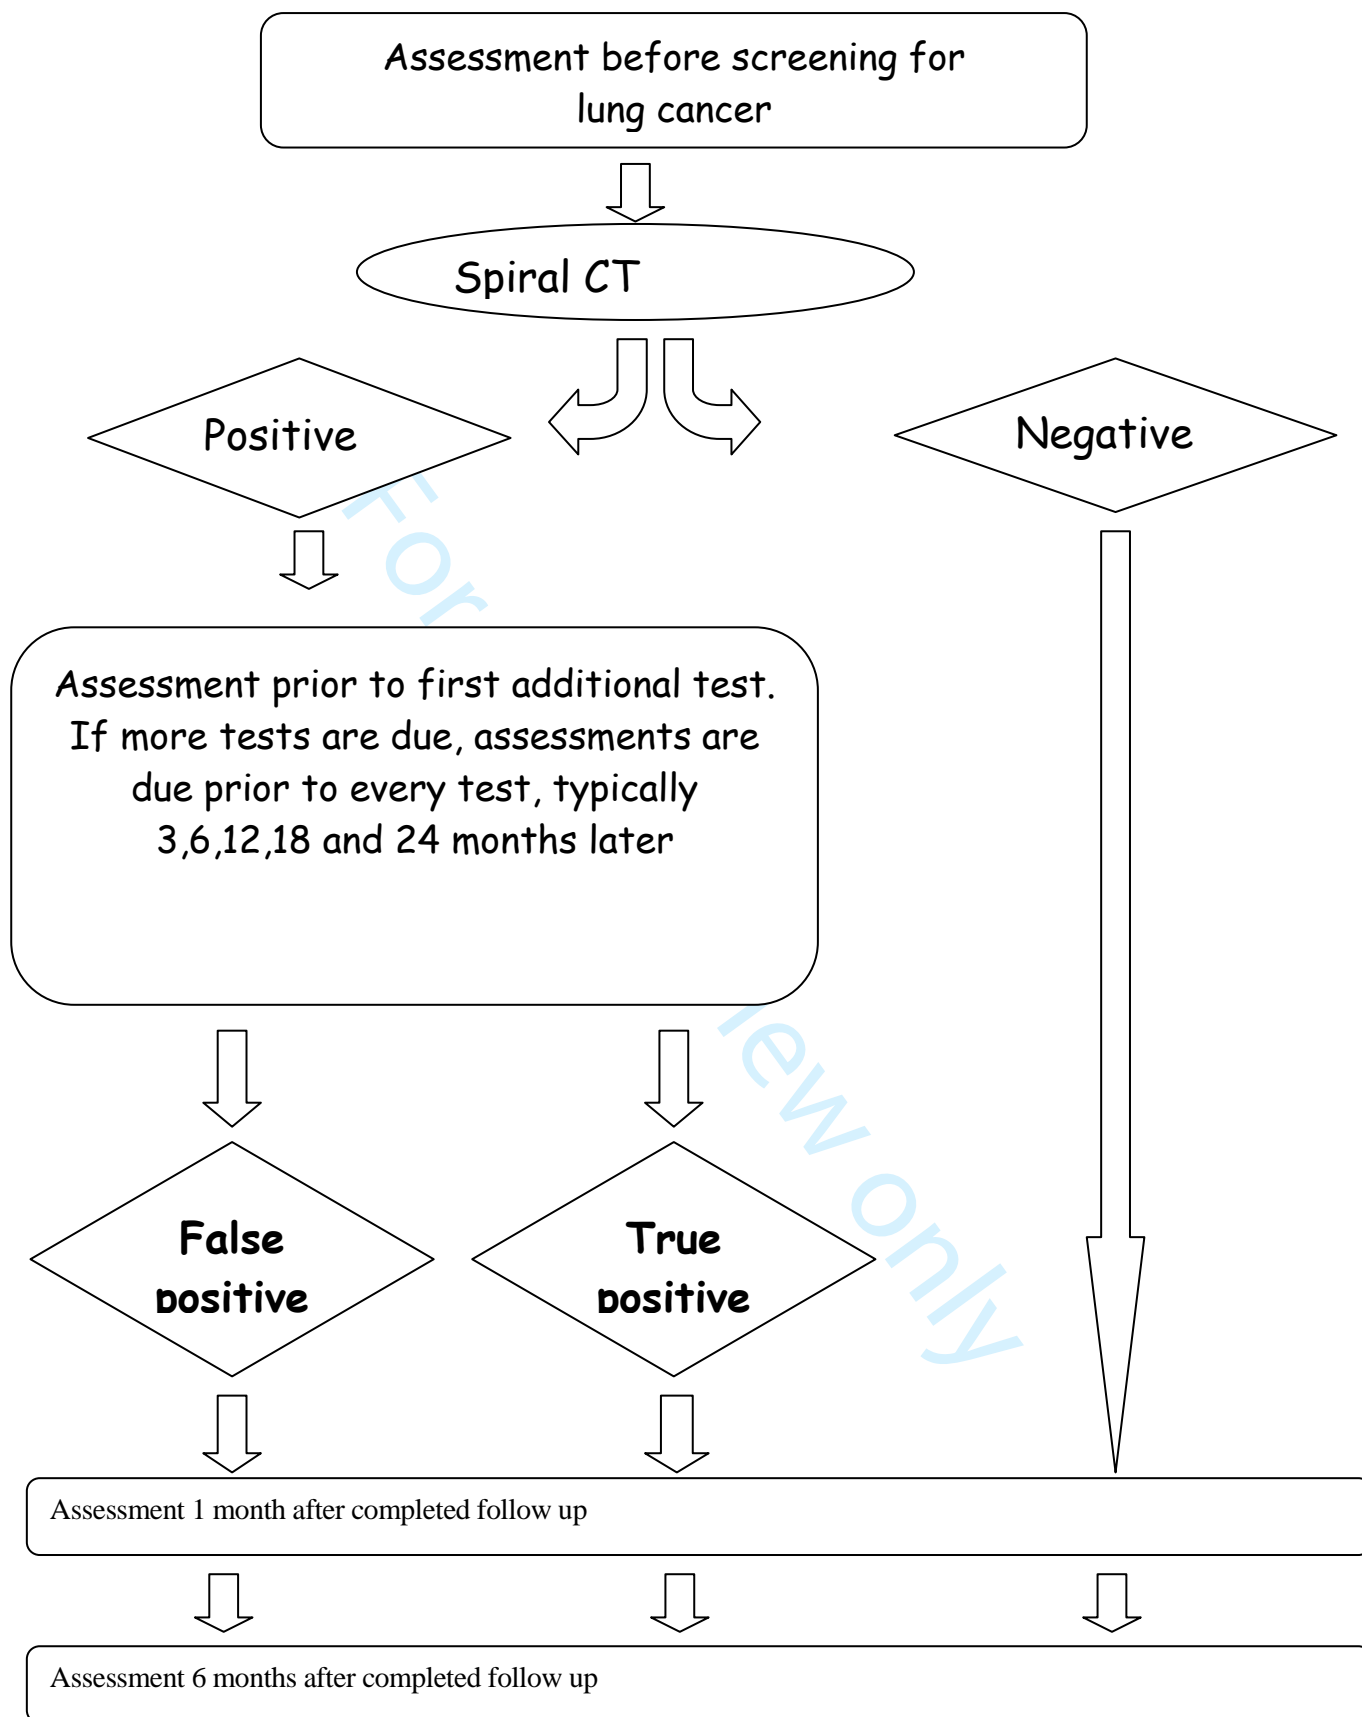 Assessment before screening for
lung cancer
Spiral CT
Positive
Negative
For
Assessment prior to first additional test.
If more tests are due, assessments are
due prior to every test, typically
3,6,12,18 and 24 months later
iew only
False
positive
True
positive
Assessment 1 month after completed follow up
Assessment 6 months after completed follow up